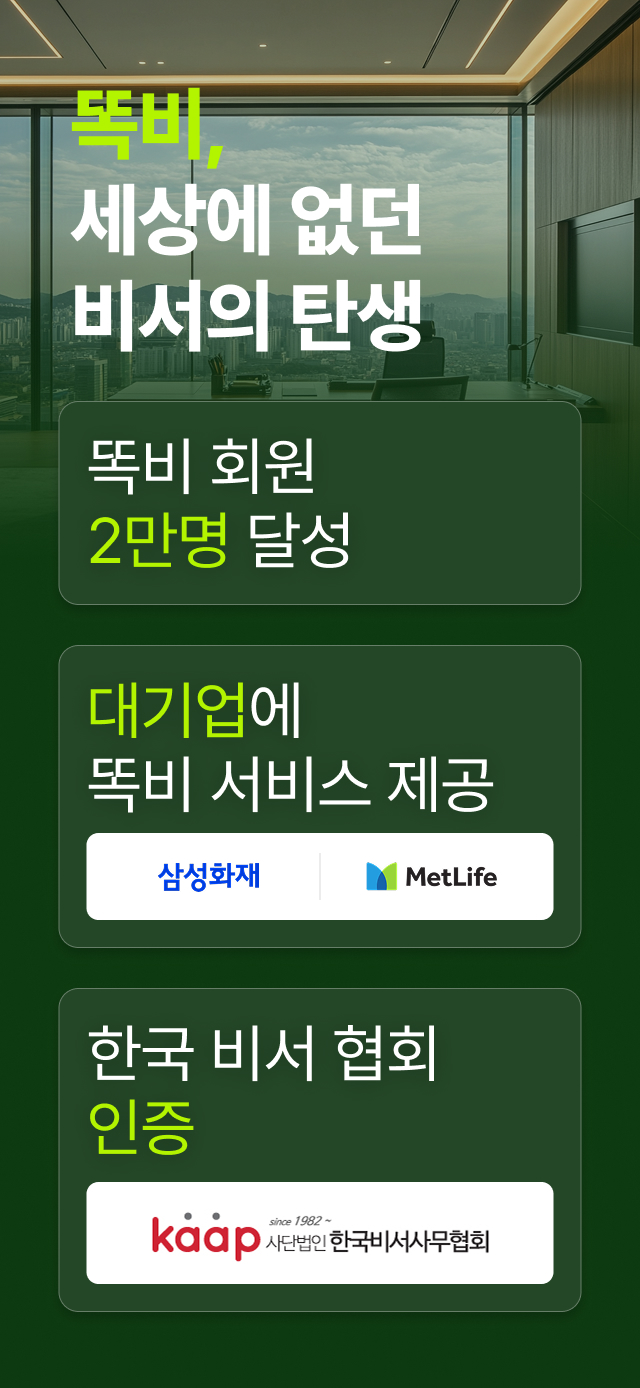 똑비,
세상에 없던
비서의 탄생
똑비 회원
2만명 달성
대기업에
똑비 서비스 제공
삼성화재 MetLife
한국 비서 협회
인증
since 1982 ~
kaap 사단법인 한국비서사무협회